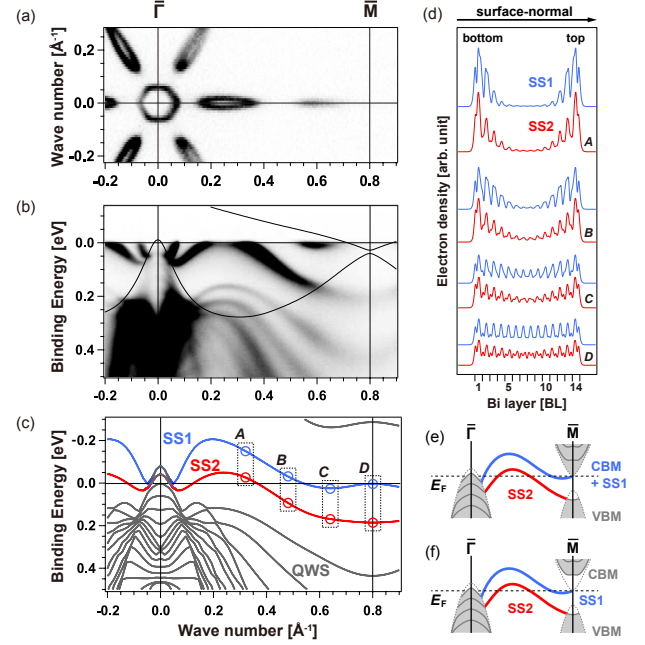 (a)
Γ̄
M̄
Wave number [Å⁻¹]
0.2
0.0
-0.2
-0.2
0.0
0.2
0.4
0.6
0.8
(b)
Binding Energy [eV]
0.0
0.2
0.4
-0.2
0.0
0.2
0.4
0.6
0.8
(c)
Binding Energy [eV]
-0.2
0.0
0.2
0.4
SS1
SS2
A
B
C
D
QWS
-0.2
0.0
0.2
0.4
0.6
0.8
Wave number [Å⁻¹]
(d)
surface-normal
bottom
top
Electron density [arb. unit]
SS1
SS2
A
B
C
D
1
5
10
14
Bi layer [BL]
(e)
Γ̄
M̄
E_F
SS2
CBM
+ SS1
VBM
(f)
E_F
SS2
CBM
SS1
VBM